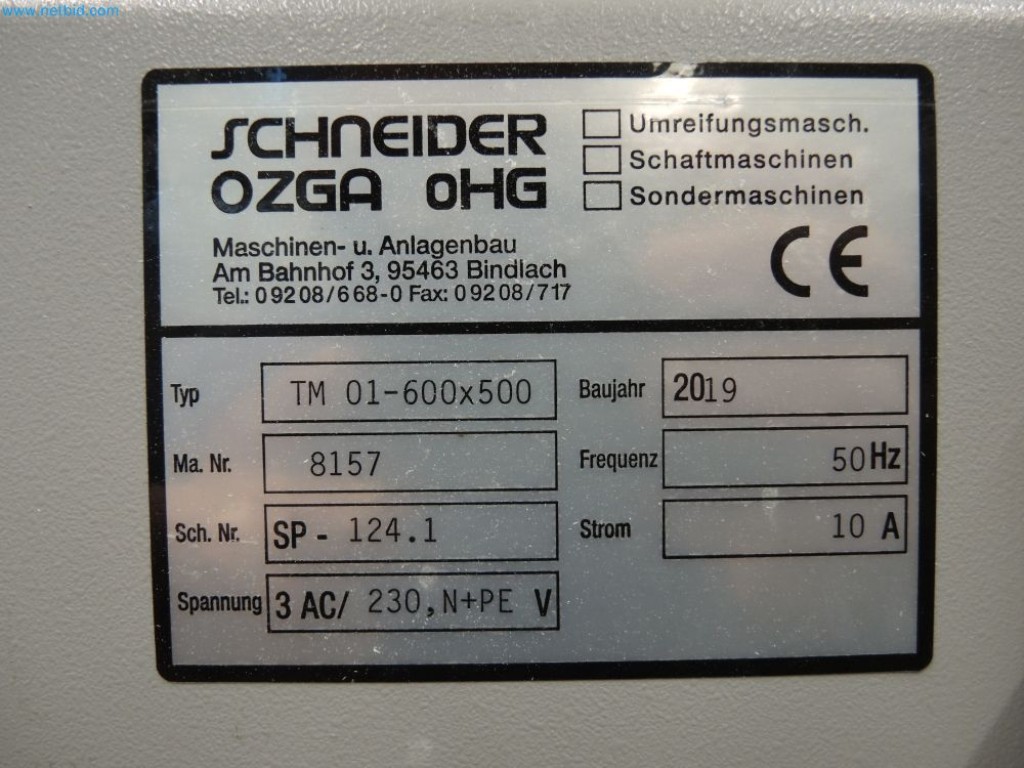 www.netbid.com
SCHNEIDER
OZGA OHG
Umreifungsmasch.
Schaftmaschinen
Sondermaschinen
Maschinen- u. Anlagenbau
Am Bahnhof 3, 95463 Bindlach
Tel.: 09208/668-0 Fax: 09208/717
CE
Typ TM 01-600x500 Baujahr 2019
Ma. Nr. 8157 Frequenz 50Hz
Sch. Nr. SP - 124.1 Strom 10 A
Spannung 3 AC/ 230,N+PE V